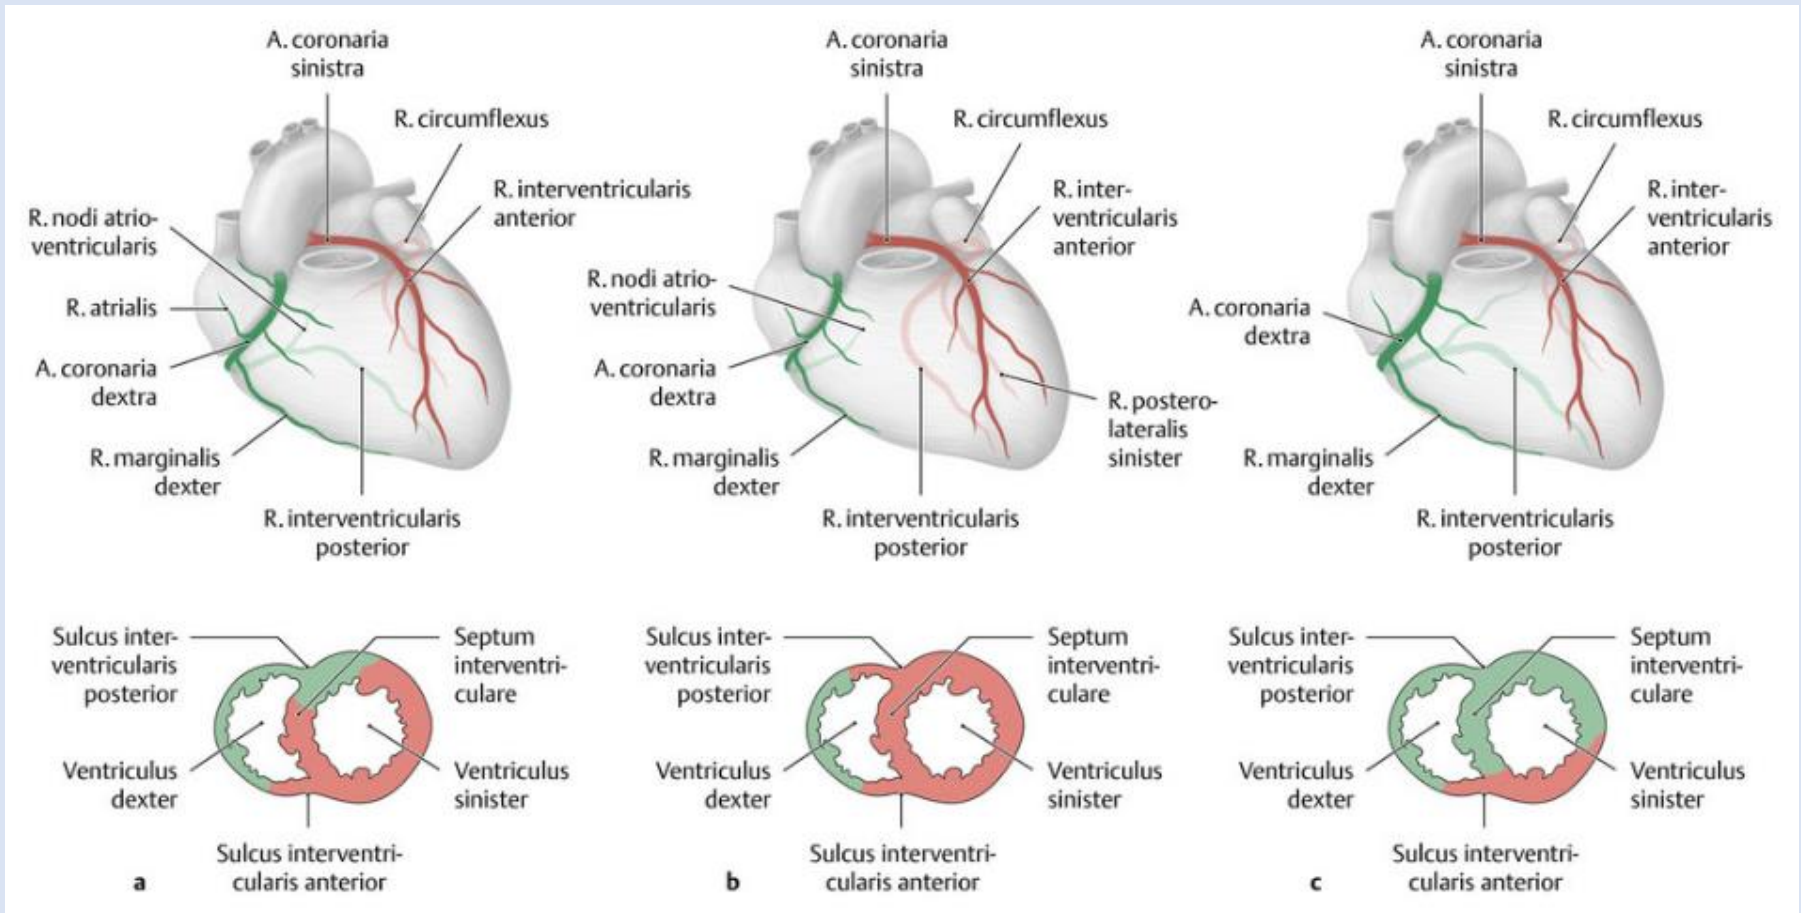 A. coronaria
sinistra
R. circumflexus
R. interventricularis
anterior
R. nodi atrio-
ventricularis
R. atrialis
A. coronaria
dextra
R. marginalis
dexter
R. interventricularis
posterior
Sulcus inter-
ventricularis
posterior
Septum
interventri-
culare
Ventriculus
dexter
Ventriculus
sinister
Sulcus interventri-
cularis anterior
a
A. coronaria
sinistra
R. circumflexus
R. inter-
ventricularis
anterior
R. nodi atrio-
ventricularis
A. coronaria
dextra
R. postero-
lateralis
sinister
R. marginalis
dexter
R. interventricularis
posterior
Sulcus inter-
ventricularis
posterior
Septum
interventri-
culare
Ventriculus
dexter
Ventriculus
sinister
Sulcus interventri-
cularis anterior
b
A. coronaria
sinistra
R. circumflexus
R. inter-
ventricularis
anterior
A. coronaria
dextra
R. marginalis
dexter
R. interventricularis
posterior
Sulcus inter-
ventricularis
posterior
Septum
interventri-
culare
Ventriculus
dexter
Ventriculus
sinister
Sulcus interventri-
cularis anterior
c